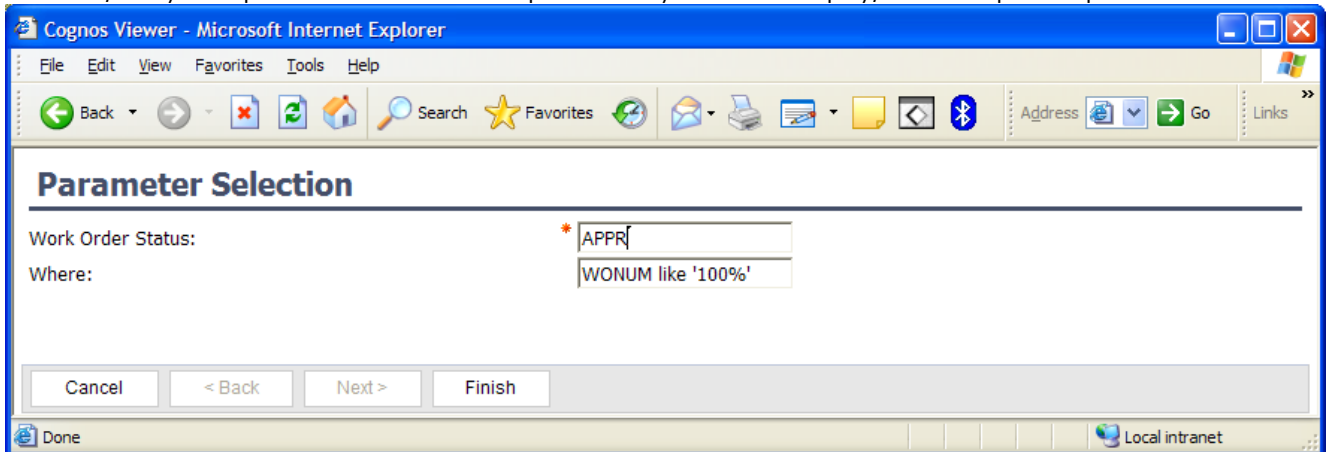 Cognos Viewer - Microsoft Internet Explorer
File Edit View Favorites Tools Help
Back Search Favorites Address Go Links »
Parameter Selection
Work Order Status: * APPR
Where: WONUM like '100%'
Cancel < Back Next > Finish
Done Local intranet